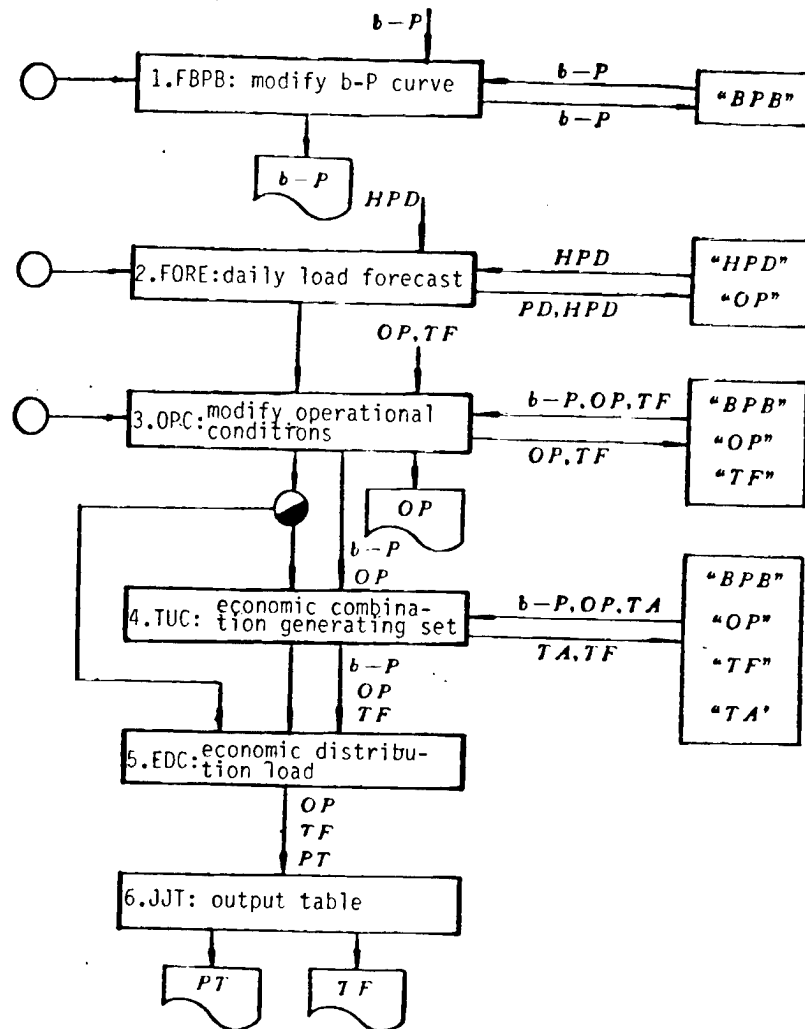 b-P
1.FBPB: modify b-P curve
b-P
b-P
"BPB"
b-P
HPD
2.FORE:daily load forecast
HPD
PD,HPD
"HPD"
"OP"
OP,TF
3.OPC:modify operational
conditions
b-P,OP,TF
OP,TF
"BPB"
"OP"
"TF"
OP
b-P
OP
4.TUC: economic combina-
tion generating set
b-P,OP,TA
TA,TF
"BPB"
"OP"
"TF"
"TA'
b-P
OP
TF
5.EDC:economic distribu-
tion load
OP
TF
PT
6.JJT: output table
PT
TF